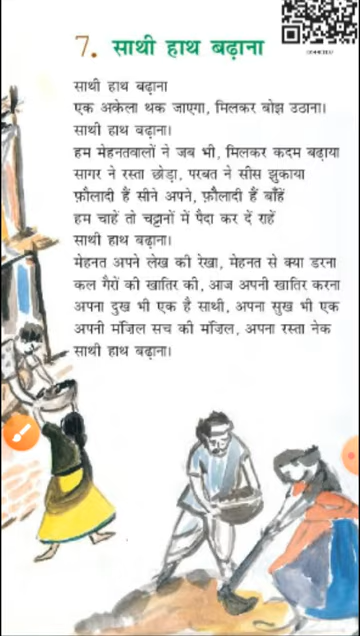 7. साथी हाथ बढ़ाना
साथी हाथ बढ़ाना
एक अकेला थक जाएगा, मिलकर बोझ उठाना।
साथी हाथ बढ़ाना।
हम मेहनतवालों ने जब भी, मिलकर कदम बढ़ाया
सागर ने रस्ता छोड़ा, परबत ने सीस झुकाया
फ़ौलादी हैं सीने अपने, फ़ौलादी हैं बाँहें
हम चाहें तो चट्टानों में पैदा कर दें राहें
साथी हाथ बढ़ाना।
मेहनत अपने लेख की रेखा, मेहनत से क्या डरना
कल गैरों की खातिर की, आज अपनी खातिर करना
अपना दुख भी एक है साथी, अपना सुख भी एक
अपनी मंज़िल सच की मंज़िल, अपना रस्ता नेक
साथी हाथ बढ़ाना।